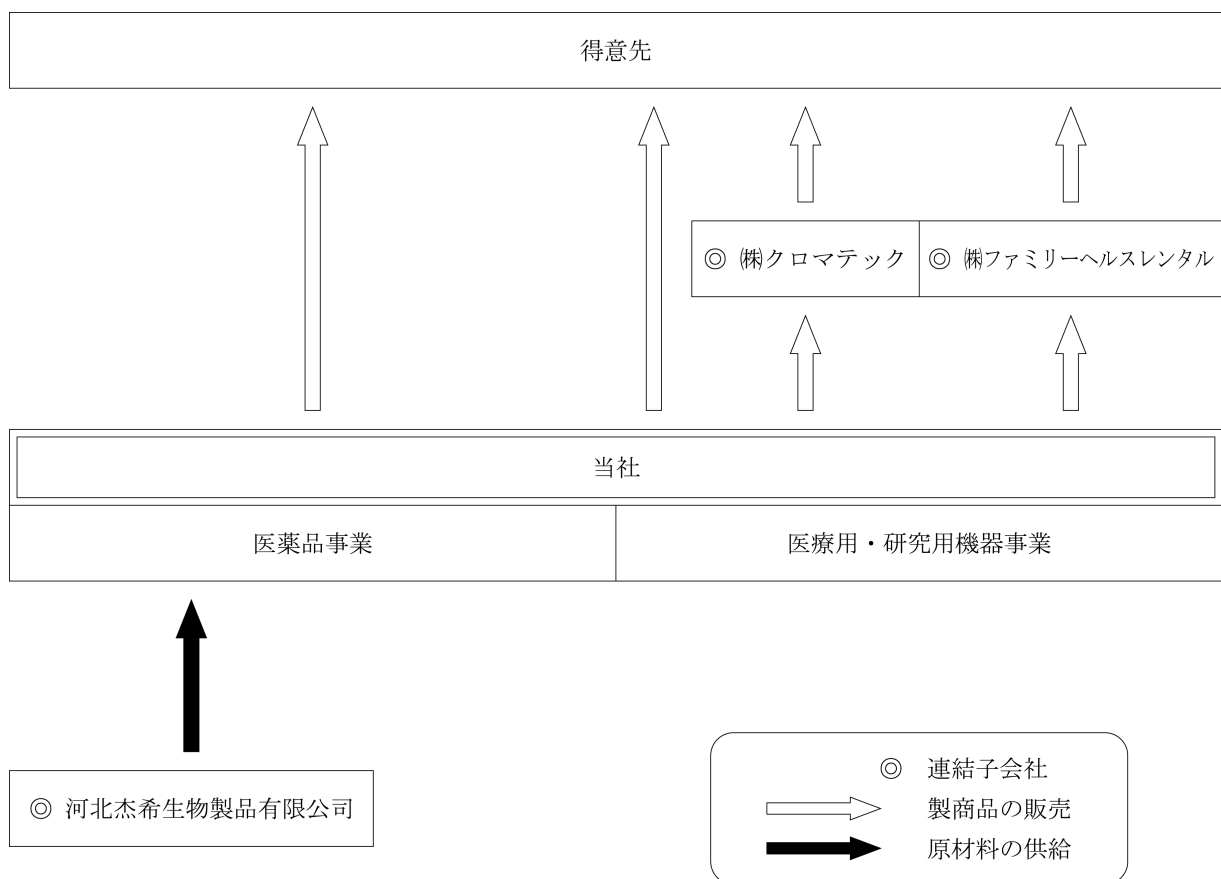 得意先
◎ ㈱クロマテック
◎ ㈱ファミリーヘルスレンタル
当社
医薬品事業
医療用・研究用機器事業
◎ 河北杰希生物製品有限公司
◎ 連結子会社
製商品の販売
原材料の供給